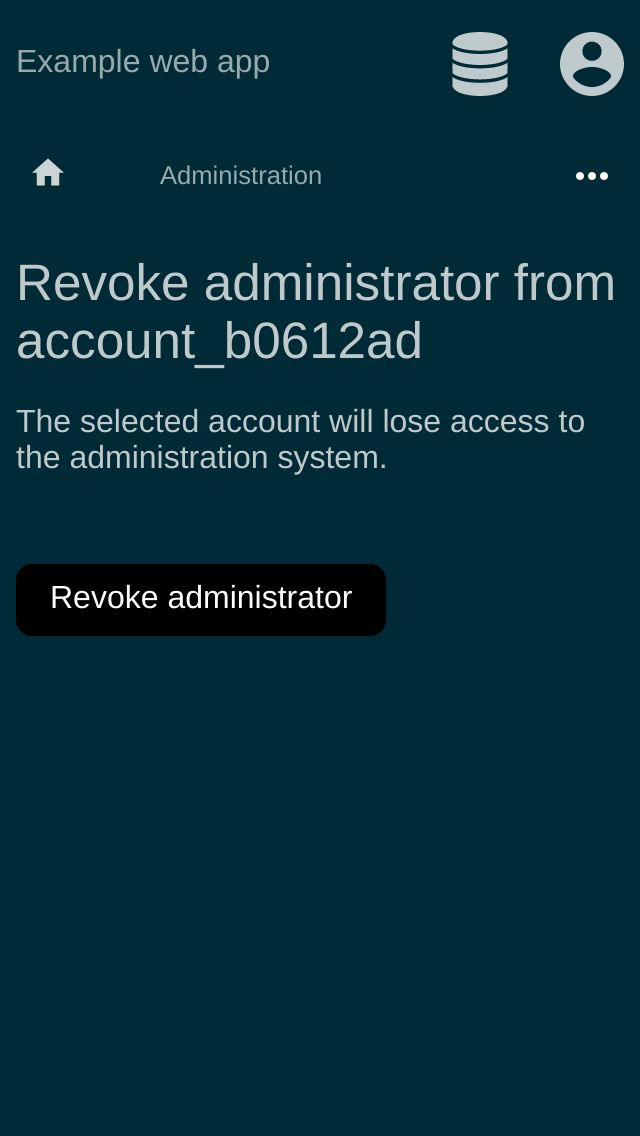 Example web app
Administration
Revoke administrator from
account_b0612ad
The selected account will lose access to
the administration system.
Revoke administrator